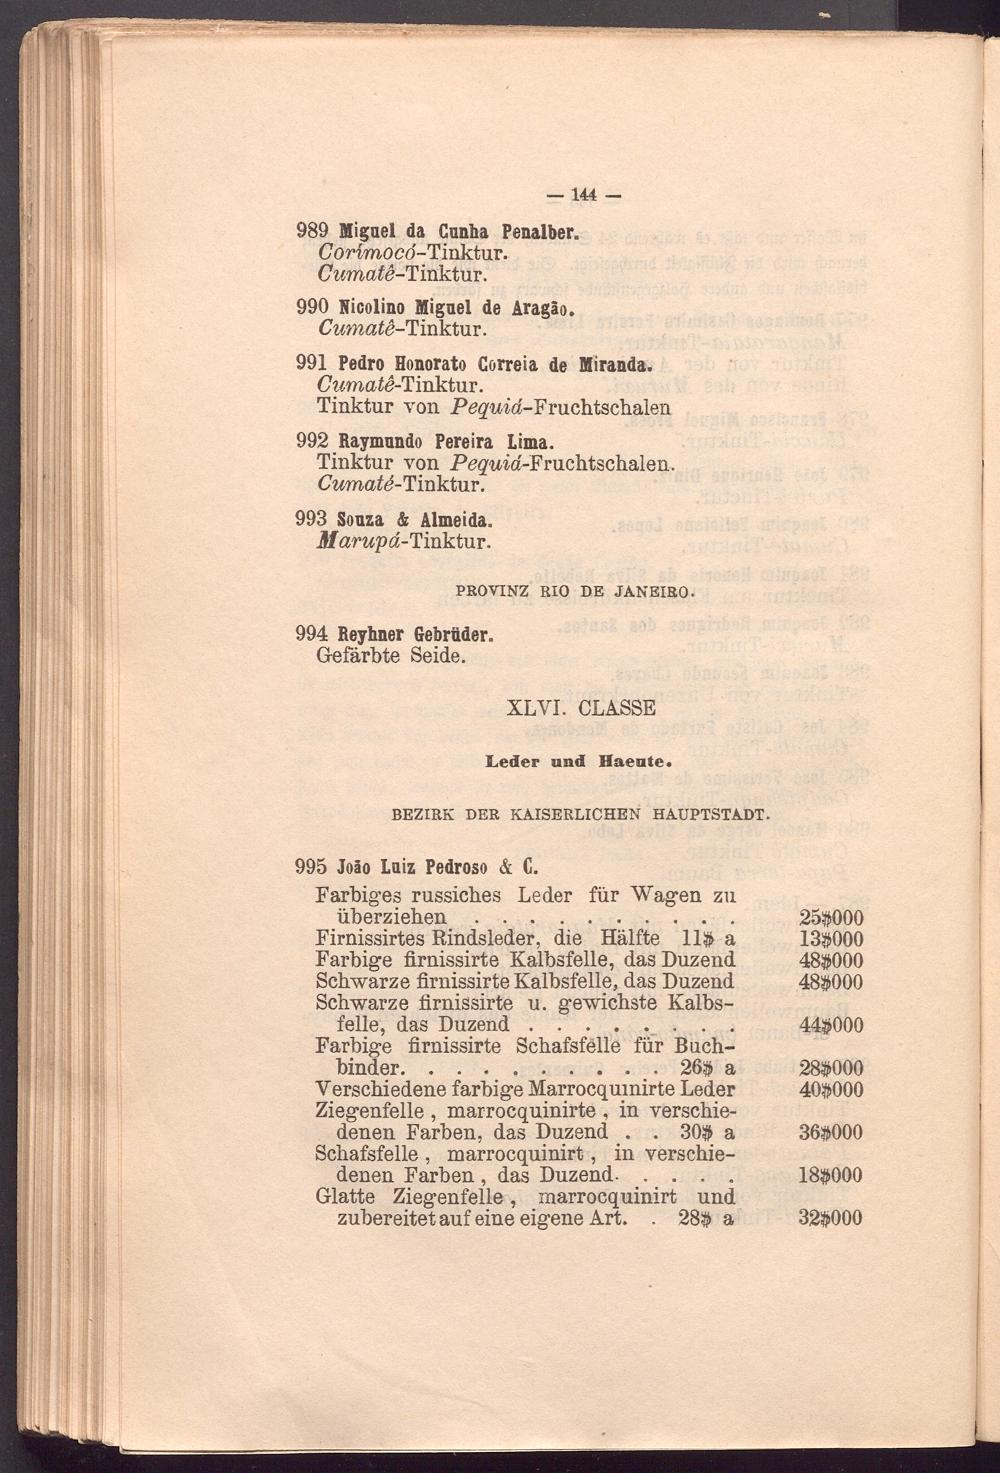 — 144 —
989 Miguel da Cunha Penalber.
Corimocó-Tinktur.
Cumatê-Tinktur.
990 Nicolino Miguel de Aragão.
Cumatê-Tinktur.
991 Pedro Honorato Correia de Miranda.
Cumatê-Tinktur.
Tinktur von Pequiá-Fruchtschalen
992 Raymundo Pereira Lima.
Tinktur von Pequiá-Fruchtschalen.
Cumaté-Tinktur.
993 Souza & Almeida.
Marupá-Tinktur.
PROVINZ RIO DE JANEIRO.
994 Reyhner Gebrüder.
Gefärbte Seide.
XLVI. CLASSE
Leder und Haeute.
BEZIRK DER KAISERLICHEN HAUPTSTADT.
995 João Luiz Pedroso & C.
Farbiges russiches Leder für Wagen zu
überziehen . . . . . . . . . . 25$000
Firnissirtes Rindsleder, die Hälfte 11$ a 13$000
Farbige firnissirte Kalbsfelle, das Duzend 48$000
Schwarze firnissirte Kalbsfelle, das Duzend 48$000
Schwarze firnissirte u. gewichste Kalbs-
felle, das Duzend . . . . . . . . 44$000
Farbige firnissirte Schafsfelle für Buch-
binder. . . . . . . . . . 26$ a 28$000
Verschiedene farbige Marrocquinirte Leder 40$000
Ziegenfelle , marrocquinirte , in verschie-
denen Farben, das Duzend . . 30$ a 36$000
Schafsfelle , marrocquinirt , in verschie-
denen Farben , das Duzend. . . . . 18$000
Glatte Ziegenfelle , marrocquinirt und
zubereitet auf eine eigene Art. . 28$ a 32$000